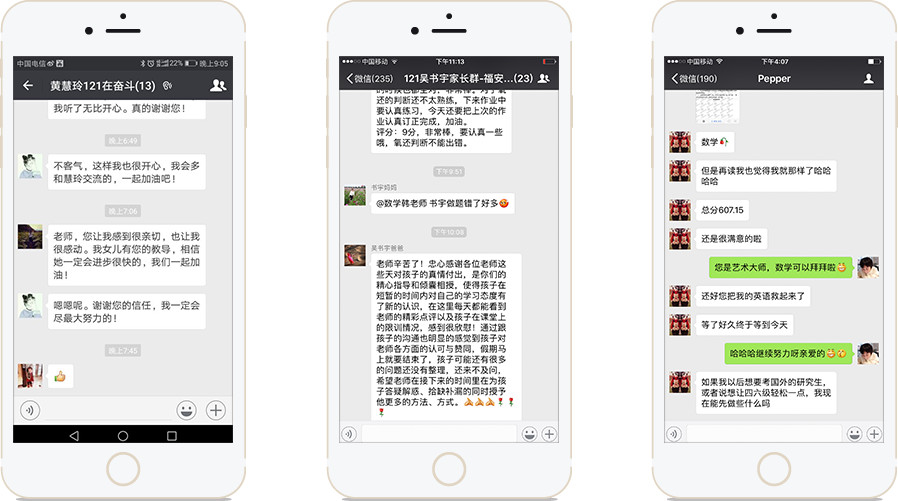 中国电信
22%
晚上9:05
黄慧玲121在奋斗(13)
我听了无比开心。真的谢谢您！
晚上6:49
不客气，这样我也很开心，我会多
和慧玲交流的，一起加油吧！
晚上7:06
老师，您让我感到很亲切，也让我
很感动。我女儿有您的教导，相信
她一定会进步很快的，我们一起加
油！
嗯嗯呢。谢谢您的信任，我一定会
尽最大努力的！
晚上7:45
中国移动
下午11:13
微信(235)
121吴书宇家长群-福安...(23)
还的判断还不太熟练，下来作业中
要认真练习，今天还要把上次的作
业认真订正完成，加油。
评分：9分，非常棒，要认真一些
哦，氧还判断不能出错。
下午6:51
书宇妈妈
@数学韩老师 书宇做题错了好多
下午10:08
吴书宇爸爸
老师辛苦了！忠心感谢各位老师这
些天对孩子的真情付出，是你们的
精心指导和倾囊相授，使得孩子在
短暂的时间内对自己的学习态度有
了新的认识，在这里每天都能看到
老师的精彩点评以及孩子在课堂上
的限训情况，感到很欣慰！通过跟
孩子的沟通也明显的感觉到孩子对
老师各方面的认可与赞同，假期马
上就要结束了，孩子可能还有很多
的问题还没有整理，还来不及问，
希望老师在接下来的时间里在为孩
子答疑解惑、拾缺补漏的同时授予
他更多的方法、方式。
中国移动
下午4:07
微信(190)
Pepper
数学
但是再读我也觉得我就那样了哈哈
哈哈
总分607.15
还是很满意的啦
您是艺术大师，数学可以拜拜啦
还好您把我的英语救起来了
等了好久终于等到今天
哈哈哈继续努力呀亲爱的
如果我以后想要考国外的研究生，
或者说想让四六级轻松一点，我现
在能先做些什么吗